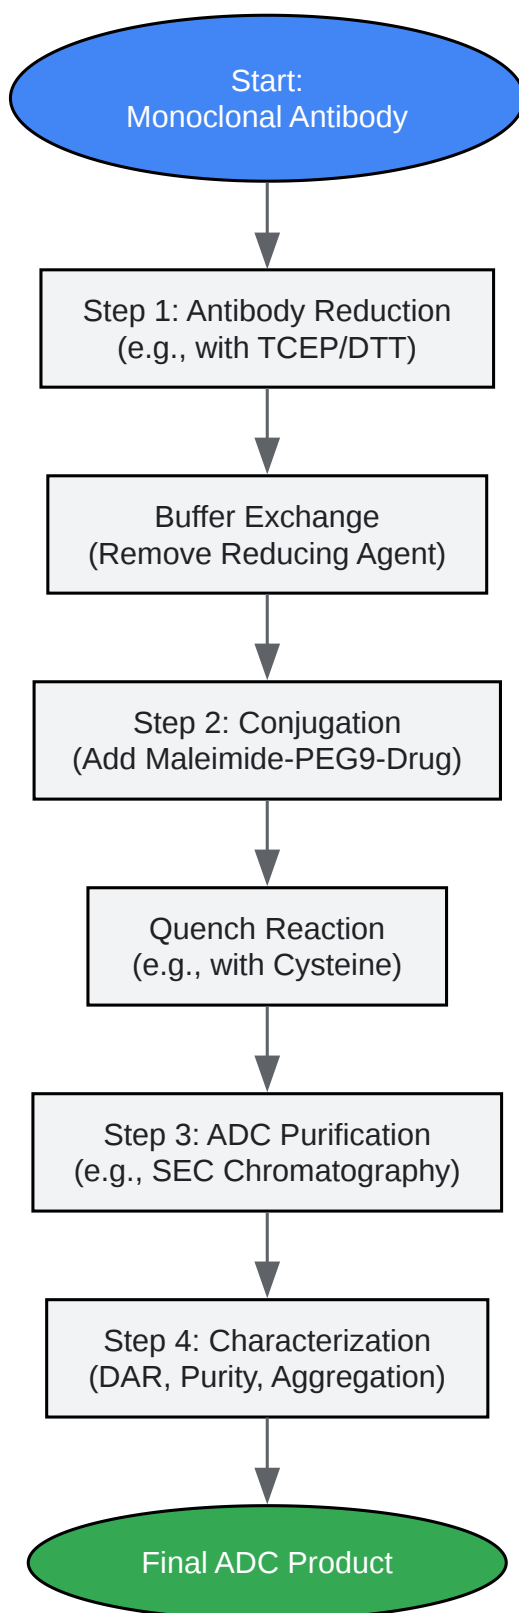 Start:
Monoclonal Antibody
Step 1: Antibody Reduction
(e.g., with TCEP/DTT)
Buffer Exchange
(Remove Reducing Agent)
Step 2: Conjugation
(Add Maleimide-PEG9-Drug)
Quench Reaction
(e.g., with Cysteine)
Step 3: ADC Purification
(e.g., SEC Chromatography)
Step 4: Characterization
(DAR, Purity, Aggregation)
Final ADC Product